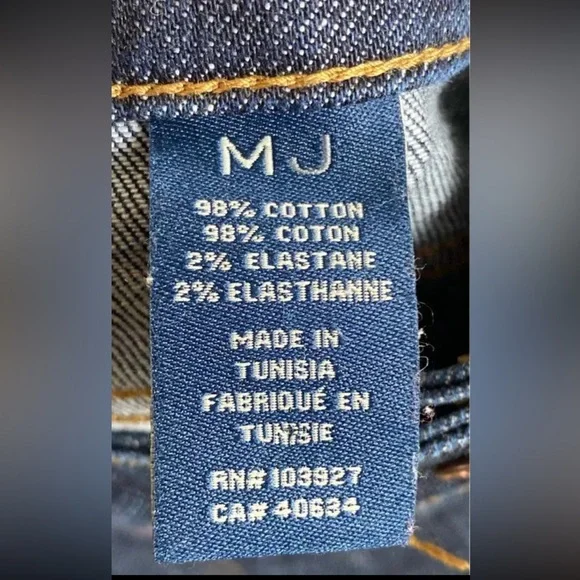 MJ
98% COTTON
98% COTON
2% ELASTANE
2% ELASTHANNE
MADE IN
TUNISIA
FABRIQUÉ EN
TUNISIE
RN# 103927
CA# 40634